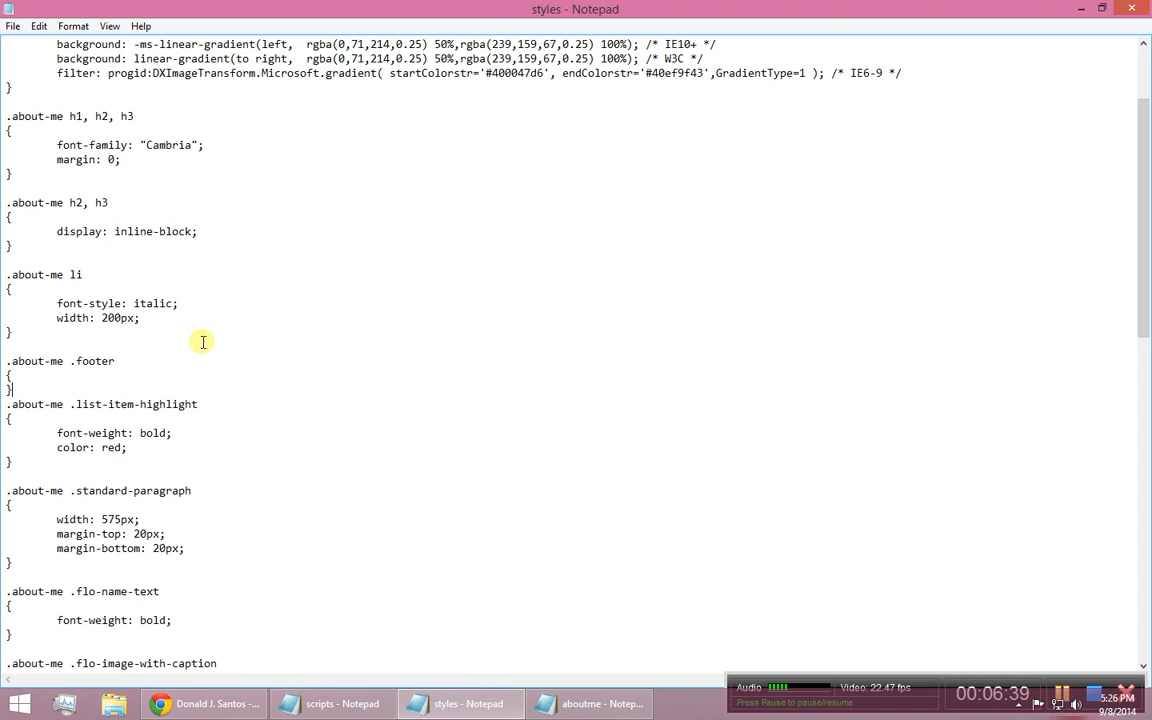 styles - Notepad
File Edit Format View Help
background: -ms-linear-gradient(left, rgba(0,71,214,0.25) 50%,rgba(239,159,67,0.25) 100%); /* IE10+ */
background: linear-gradient(to right, rgba(0,71,214,0.25) 50%,rgba(239,159,67,0.25) 100%); /* W3C */
filter: progid:DXImageTransform.Microsoft.gradient( startColorstr='#400047d6', endColorstr='#40ef9f43',GradientType=1 ); /* IE6-9 */
}
.about-me h1, h2, h3
{
font-family: "Cambria";
margin: 0;
}
.about-me h2, h3
{
display: inline-block;
}
.about-me li
{
font-style: italic;
width: 200px;
}
.about-me .footer
{
}
.about-me .list-item-highlight
{
font-weight: bold;
color: red;
}
.about-me .standard-paragraph
{
width: 575px;
margin-top: 20px;
margin-bottom: 20px;
}
.about-me .flo-name-text
{
font-weight: bold;
}
.about-me .flo-image-with-caption
Audio Video: 22.47 fps
Press Pause to pause/resume
00:06:39
Donald J. Santos -... scripts - Notepad styles - Notepad aboutme - Notep...
5:26 PM
9/8/2014